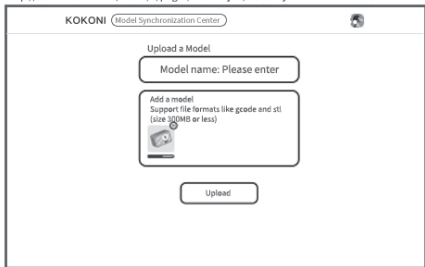 KOKONI Model Synchronization Center
Upload a Model
Model name: Please enter
Add a model
Support file formats like gcode and stl
(size 300MB or less)
Upload